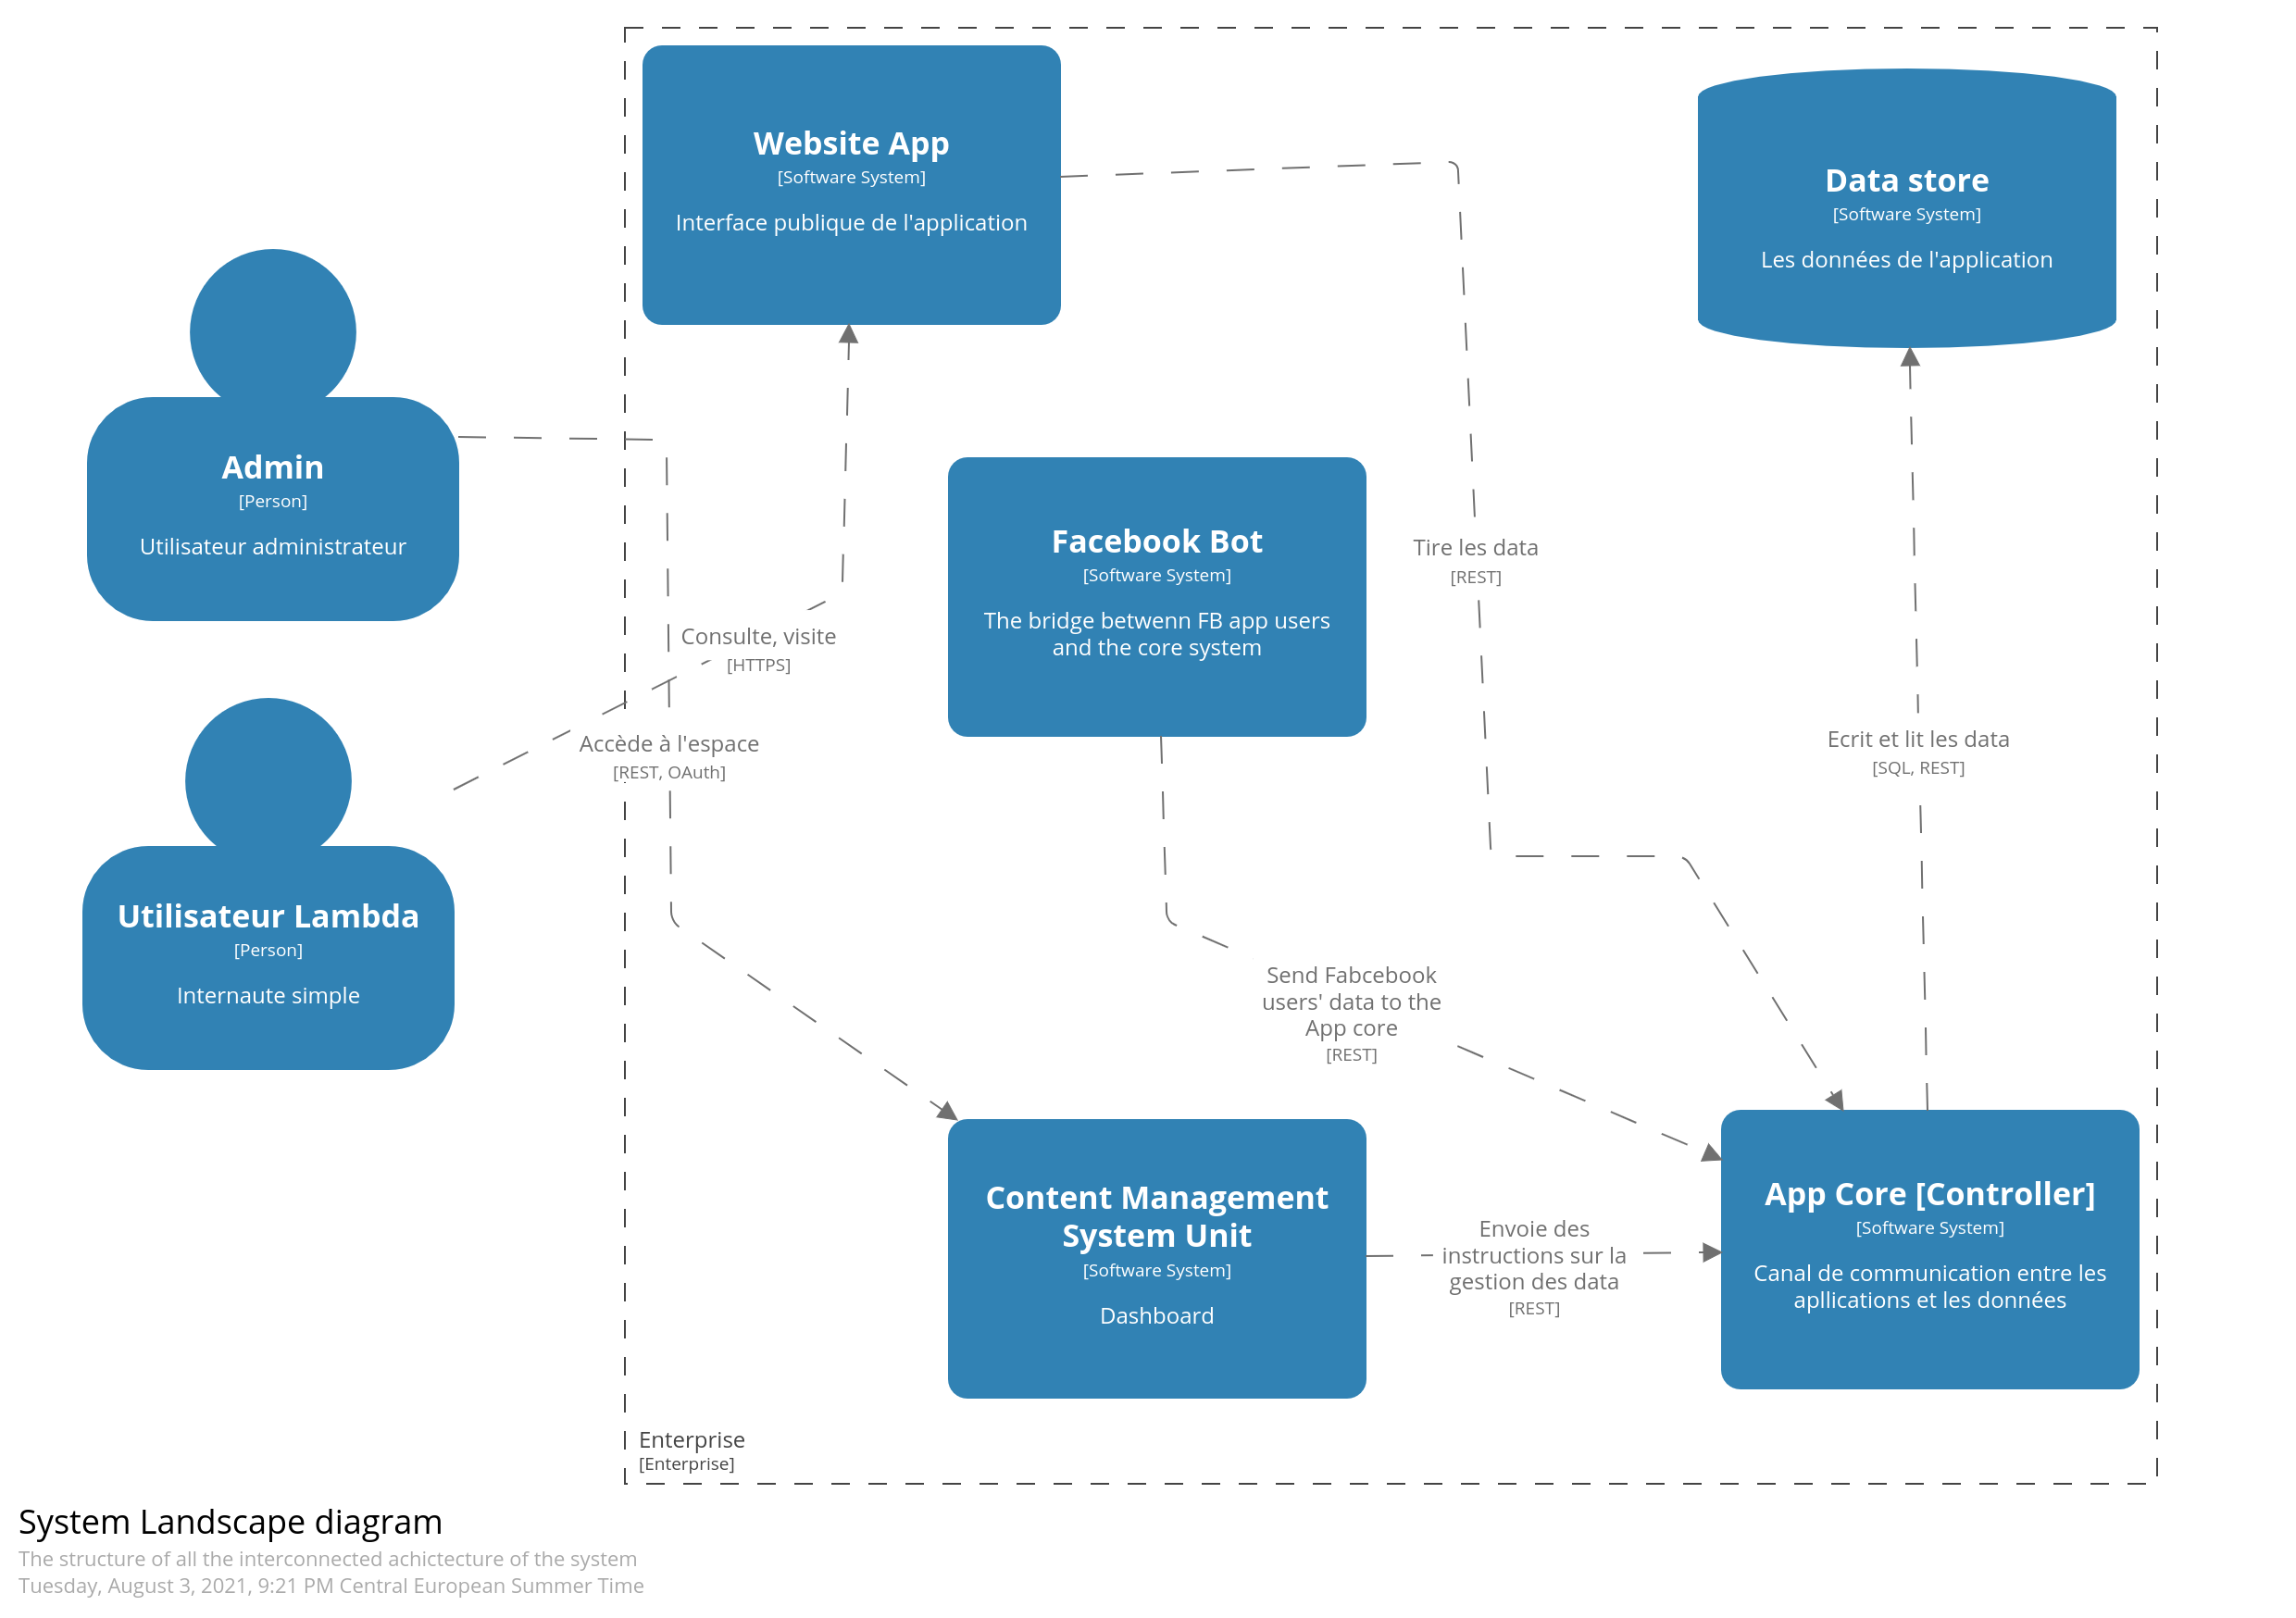 Website App
[Software System]
Interface publique de l'application
Data store
[Software System]
Les données de l'application
Admin
[Person]
Utilisateur administrateur
Facebook Bot
[Software System]
The bridge betwenn FB app users
and the core system
Tire les data
[REST]
Consulte, visite
[HTTPS]
Accède à l'espace
[REST, OAuth]
Ecrit et lit les data
[SQL, REST]
Utilisateur Lambda
[Person]
Internaute simple
Send Fabcebook
users' data to the
App core
[REST]
Content Management
System Unit
[Software System]
Dashboard
Envoie des
instructions sur la
gestion des data
[REST]
App Core [Controller]
[Software System]
Canal de communication entre les
apllications et les données
Enterprise
[Enterprise]
System Landscape diagram
The structure of all the interconnected achictecture of the system
Tuesday, August 3, 2021, 9:21 PM Central European Summer Time